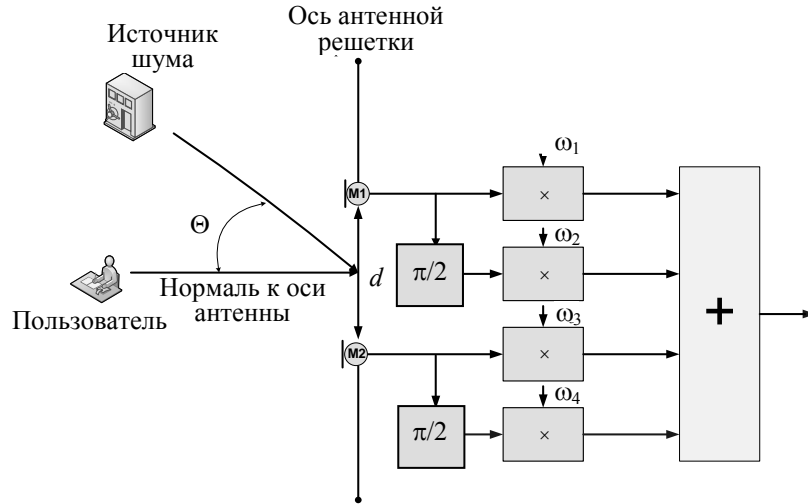 Источник
шума
Ось антенной
решетки
ω1
M1
×
Θ
ω2
π/2
×
d
Нормаль к оси
антенны
Пользователь
+
ω3
M2
×
ω4
π/2
×